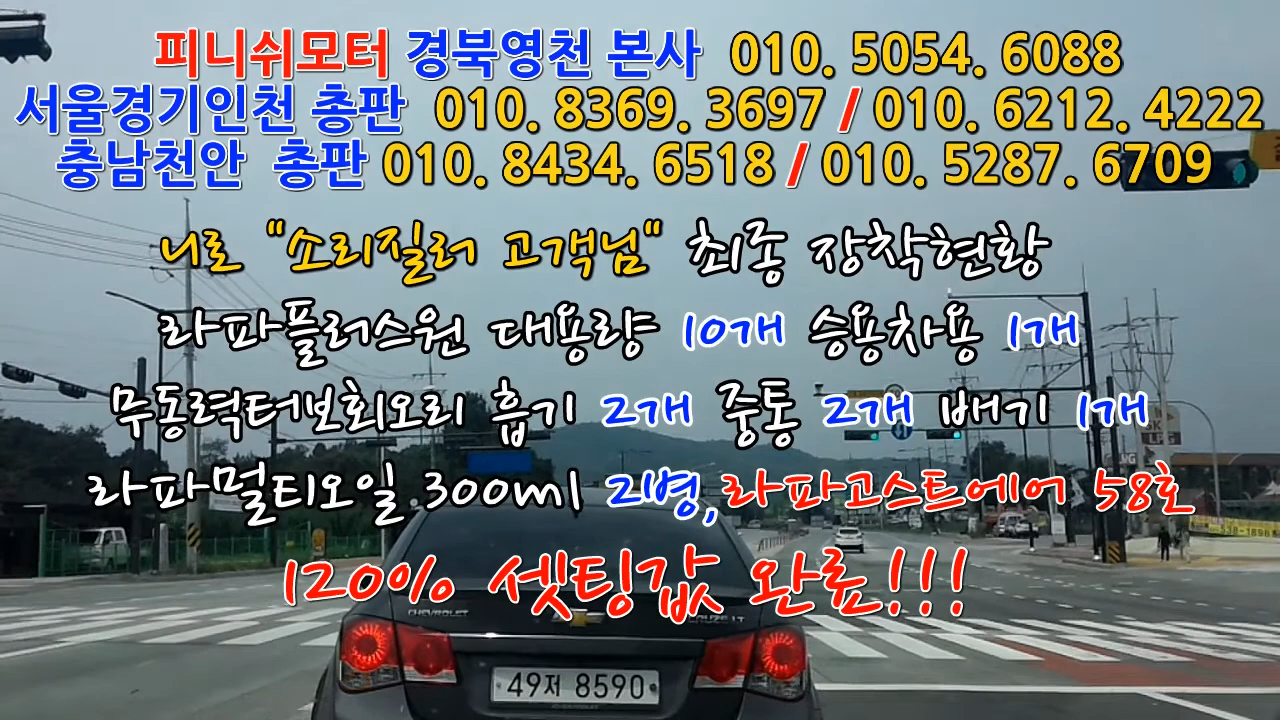 피니쉬모터 경북영천 본사 010. 5054. 6088
서울경기인천 총판 010. 8369. 3697 / 010. 6212. 4222
충남천안 총판 010. 8434. 6518 / 010. 5287. 6709
니로 "소리질러 고객님" 최종 장착현황
라파플러스원 대용량 10개 승용차용 1개
무동력터보회오리 흡기 2개 중통 2개 배기 1개
라파멀티오일 300ml 2병, 라파고스트에어 58호
120% 셋팅값 완료!!!
CHEVROLET
CRUZE LT
49저 8590
LPG